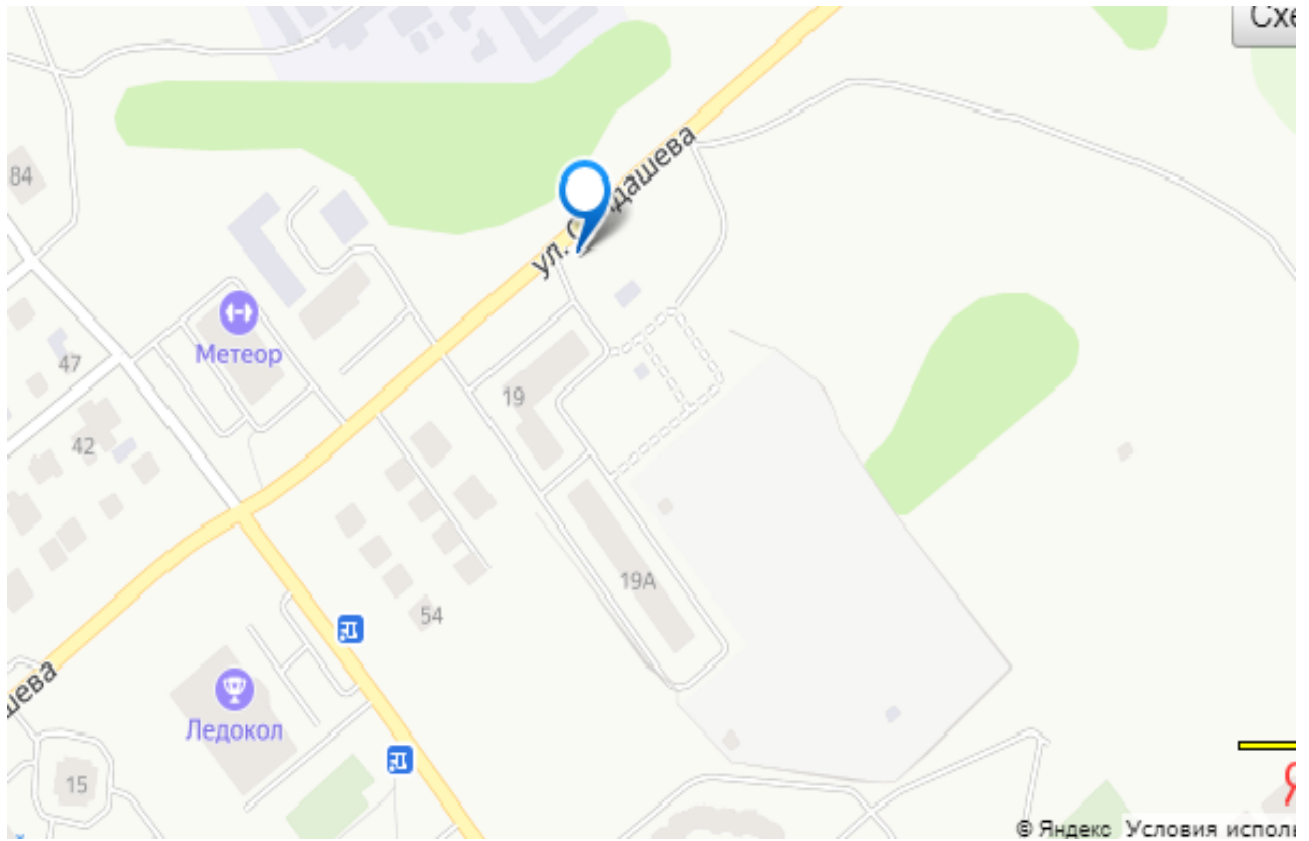 Схе
84
ул. С
дашева
Метеор
47
19
42
19А
54
шева
Ледокол
15
Я
© Яндекс Условия исполь